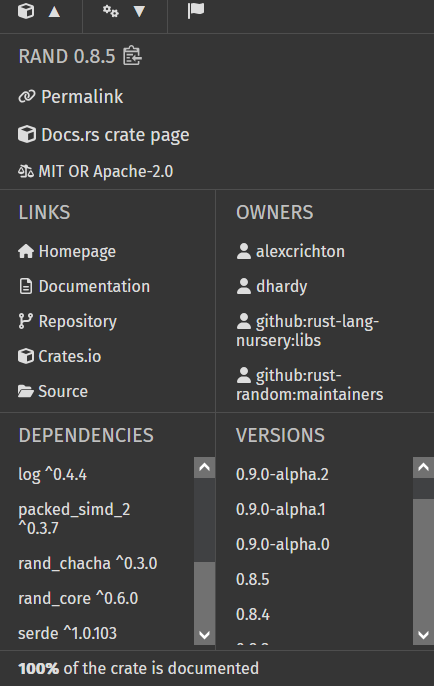 RAND 0.8.5
Permalink
Docs.rs crate page
MIT OR Apache-2.0
LINKS
Homepage
Documentation
Repository
Crates.io
Source
OWNERS
alexcrichton
dhardy
github:rust-lang-
nursery:libs
github:rust-
random:maintainers
DEPENDENCIES
log ^0.4.4
packed_simd_2
^0.3.7
rand_chacha ^0.3.0
rand_core ^0.6.0
serde ^1.0.103
VERSIONS
0.9.0-alpha.2
0.9.0-alpha.1
0.9.0-alpha.0
0.8.5
0.8.4
100% of the crate is documented